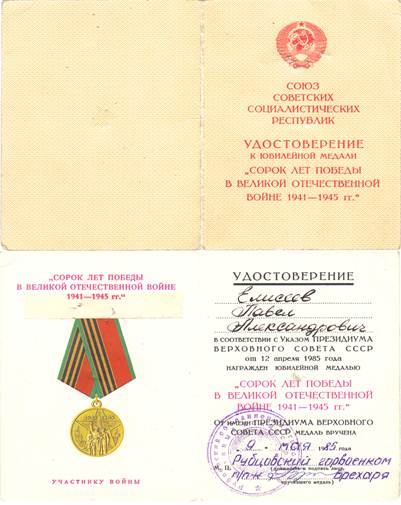 СОЮЗ
СОВЕТСКИХ
СОЦИАЛИСТИЧЕСКИХ
РЕСПУБЛИК
УДОСТОВЕРЕНИЕ
К ЮБИЛЕЙНОЙ МЕДАЛИ
„СОРОК ЛЕТ ПОБЕДЫ
В ВЕЛИКОЙ ОТЕЧЕСТВЕННОЙ
ВОЙНЕ 1941—1945 гг.“
„СОРОК ЛЕТ ПОБЕДЫ
В ВЕЛИКОЙ ОТЕЧЕСТВЕННОЙ ВОЙНЕ
1941—1945 гг.“
УЧАСТНИКУ ВОЙНЫ
УДОСТОВЕРЕНИЕ
Елисеев
Павел
Александрович
В СООТВЕТСТВИИ С УКАЗОМ ПРЕЗИДИУМА
ВЕРХОВНОГО СОВЕТА СССР
от 12 апреля 1985 года
НАГРАЖДЕН ЮБИЛЕЙНОЙ МЕДАЛЬЮ
„СОРОК ЛЕТ ПОБЕДЫ
В ВЕЛИКОЙ ОТЕЧЕСТВЕННОЙ
ВОЙНЕ 1941—1945 гг.“
ОТ ИМЕНИ ПРЕЗИДИУМА ВЕРХОВНОГО
СОВЕТА СССР МЕДАЛЬ ВРУЧЕНА
„9“ мая 1985 г.
Рубцовский горвоенком
М. П. п/п-к
вручившего медаль)